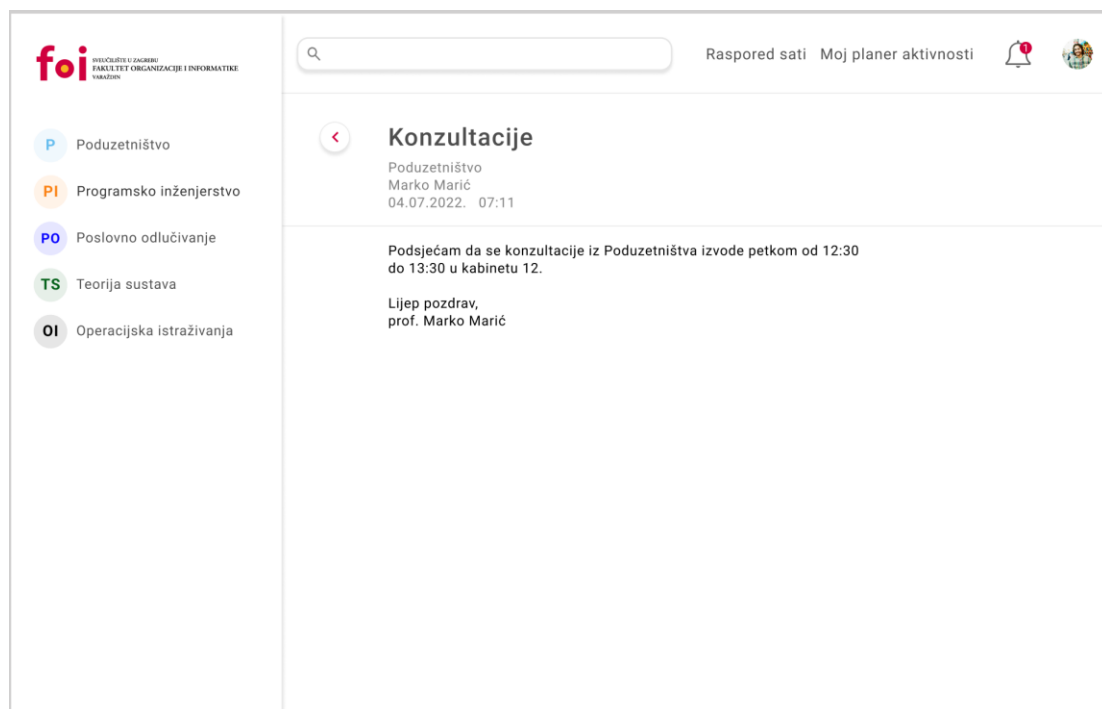 foi
SVEUČILIŠTE U ZAGREBU
FAKULTET ORGANIZACIJE I INFORMATIKE
VARAŽDIN
Raspored sati Moj planer aktivnosti
1
P Poduzetništvo
PI Programsko inženjerstvo
PO Poslovno odlučivanje
TS Teorija sustava
OI Operacijska istraživanja
Konzultacije
Poduzetništvo
Marko Marić
04.07.2022. 07:11
Podsjećam da se konzultacije iz Poduzetništva izvode petkom od 12:30
do 13:30 u kabinetu 12.
Lijep pozdrav,
prof. Marko Marić